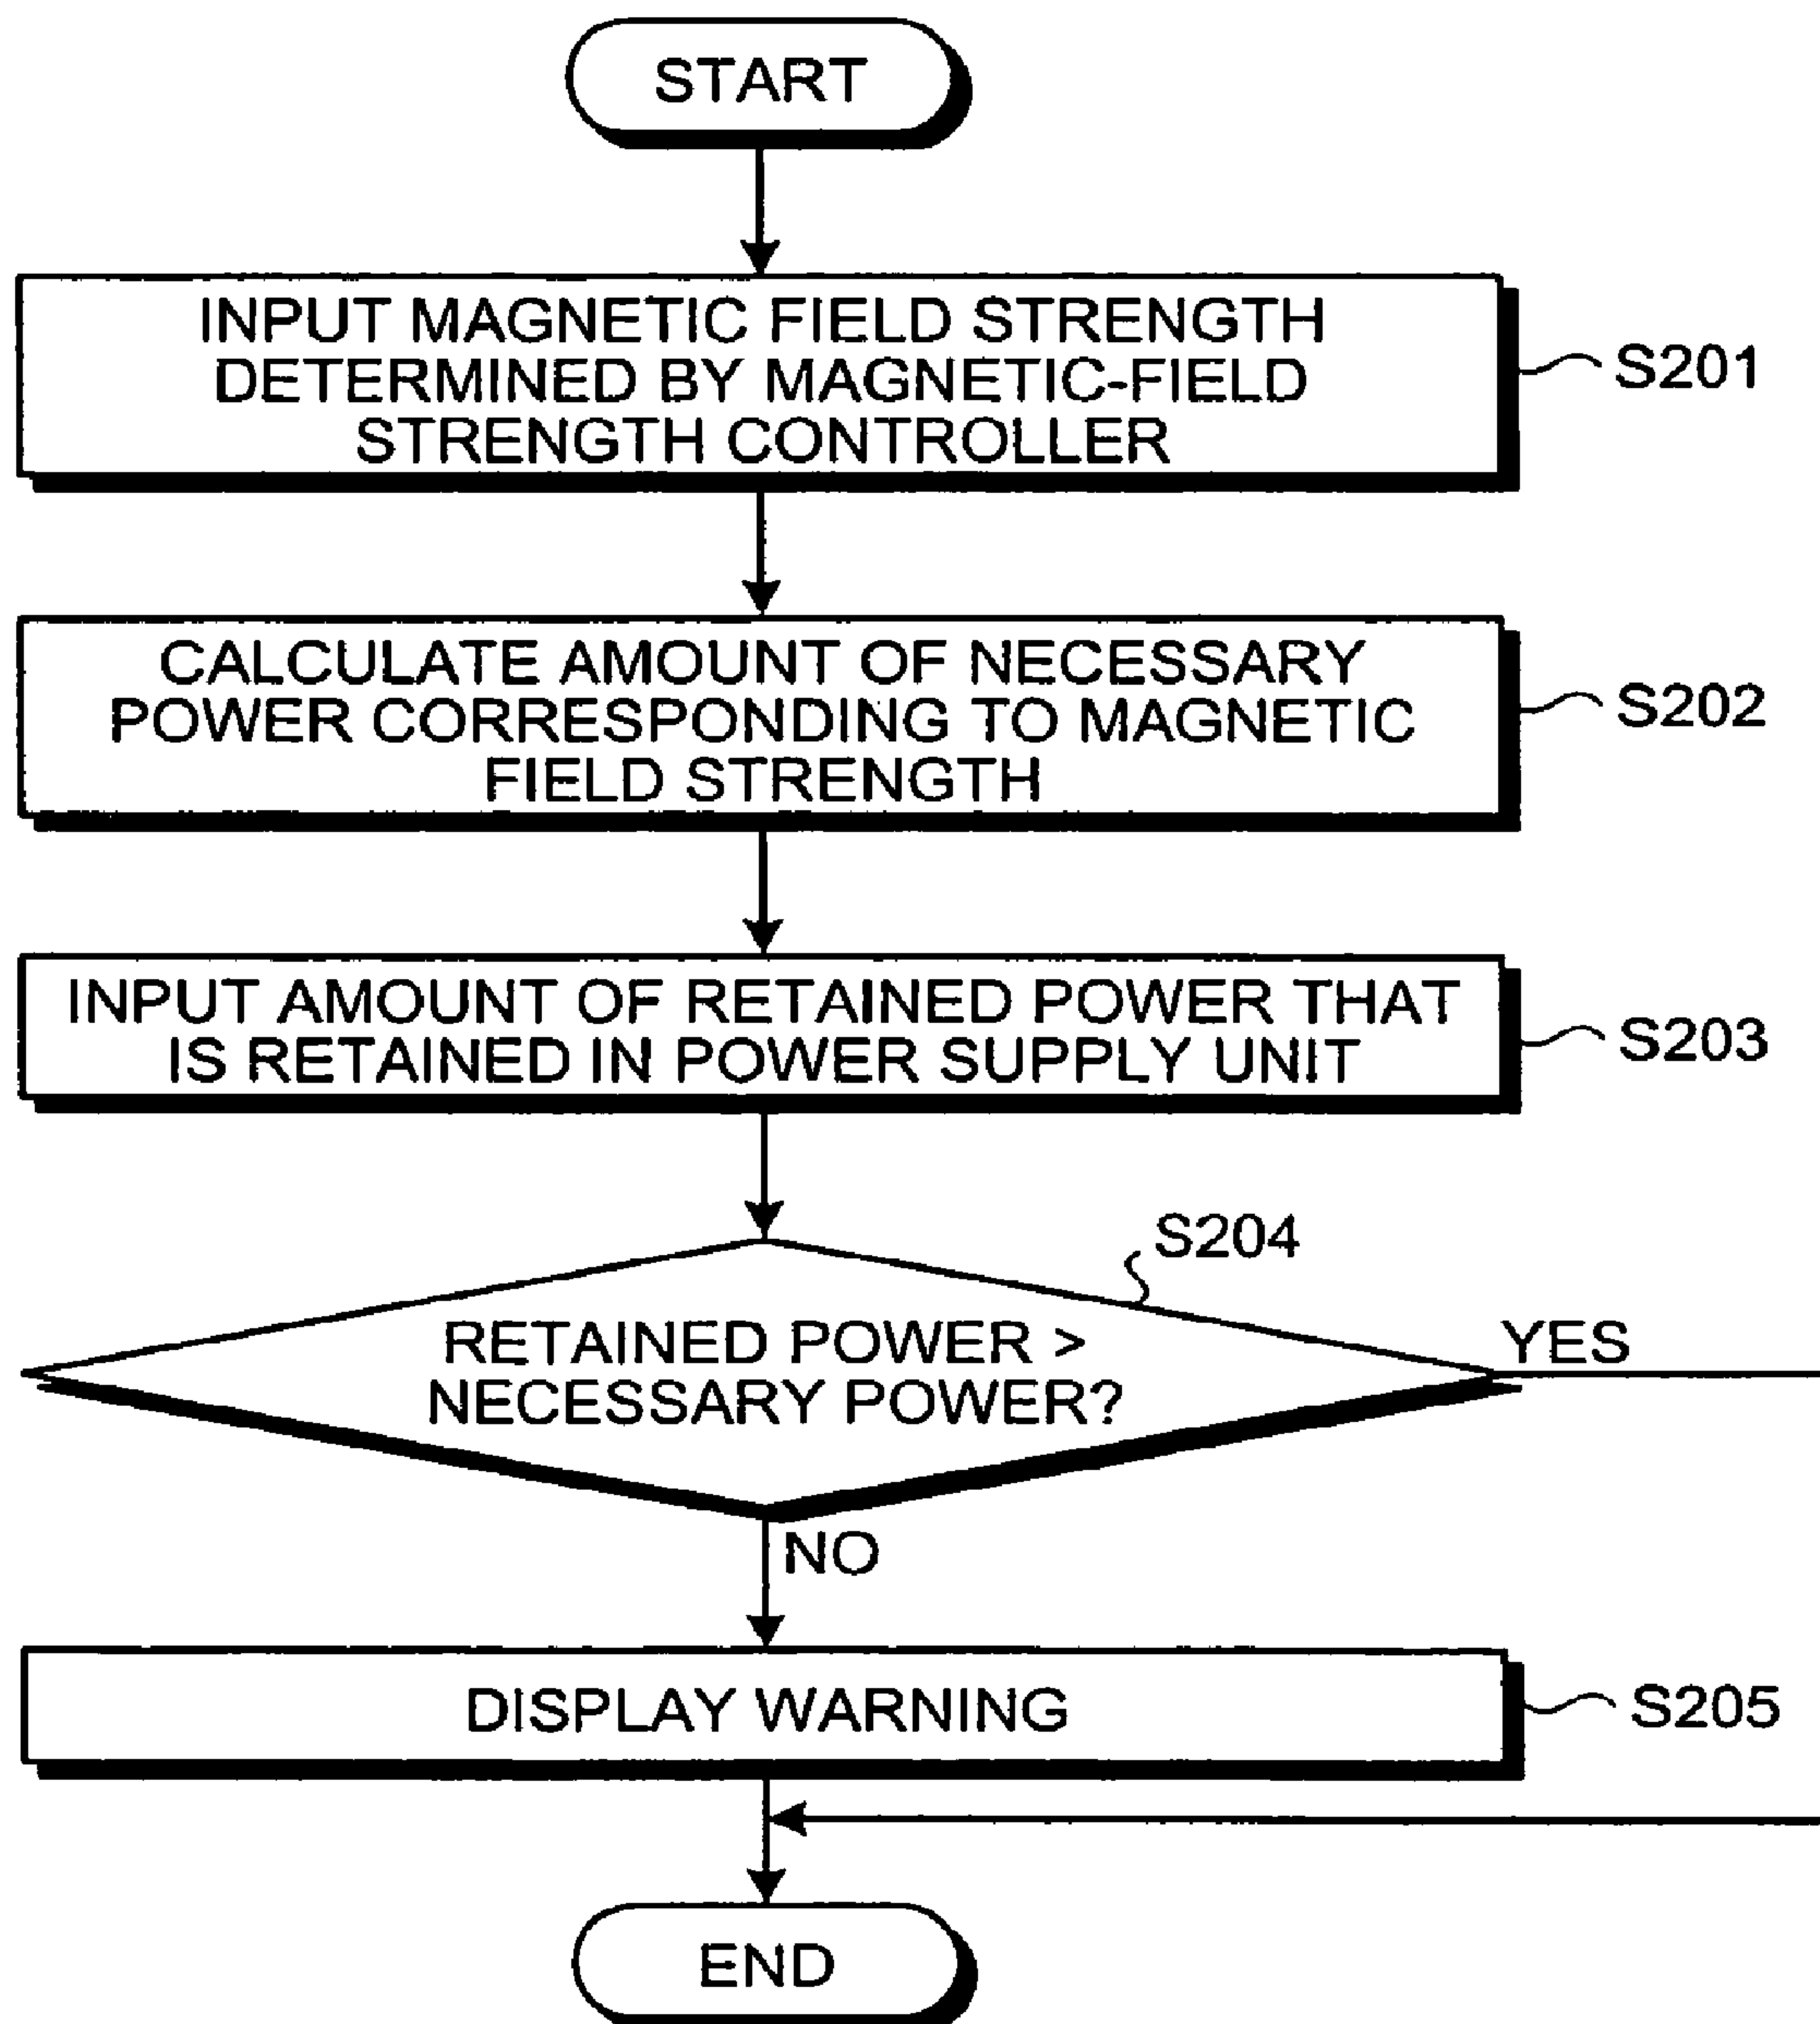 START
INPUT MAGNETIC FIELD STRENGTH
DETERMINED BY MAGNETIC-FIELD
STRENGTH CONTROLLER
S201
CALCULATE AMOUNT OF NECESSARY
POWER CORRESPONDING TO MAGNETIC
FIELD STRENGTH
S202
INPUT AMOUNT OF RETAINED POWER THAT
IS RETAINED IN POWER SUPPLY UNIT
S203
S204
RETAINED POWER >
NECESSARY POWER?
YES
NO
DISPLAY WARNING
S205
END